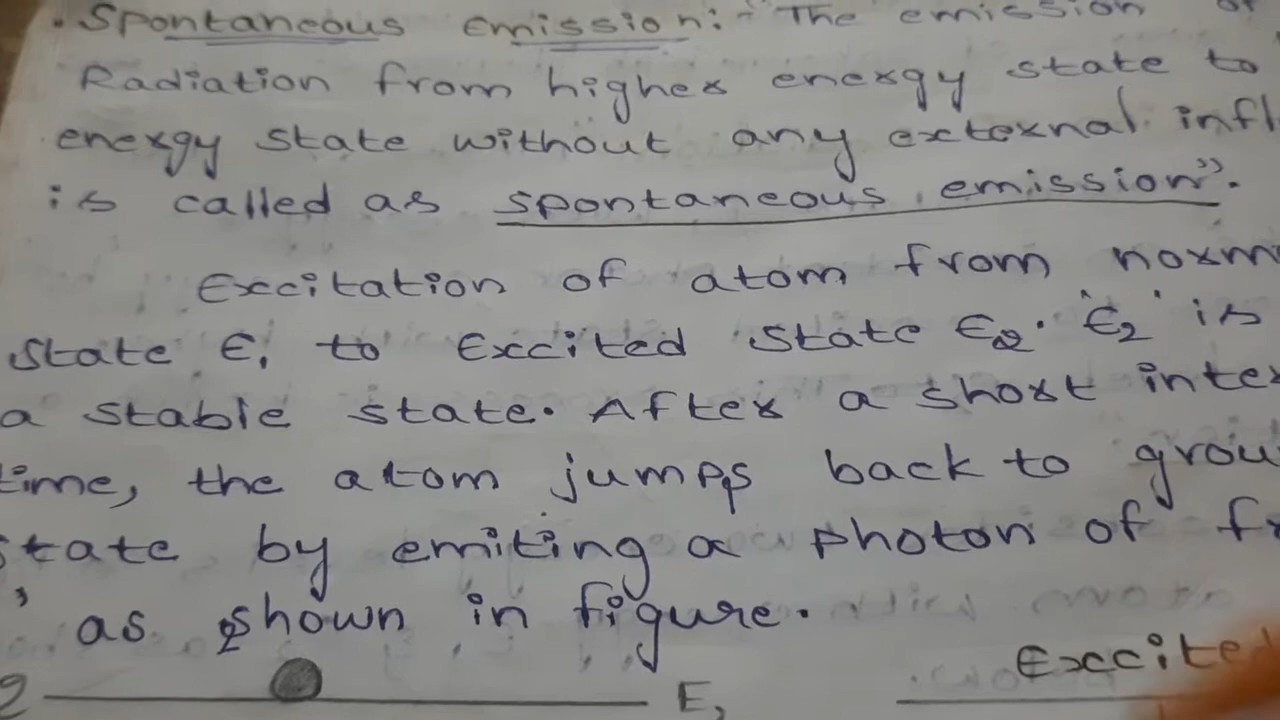 • Spontaneous emission:- The emission of
Radiation from higher energy state to
energy state without any external infl
is called as spontaneous emission”.
Excitation of atom from norm
state E1 to Excited state E2. 'E2' is
a stable state. After a short inte
time, the atom jumps back to grou
state by emiting a photon of f
' as shown in figure.
Excite
2 E,